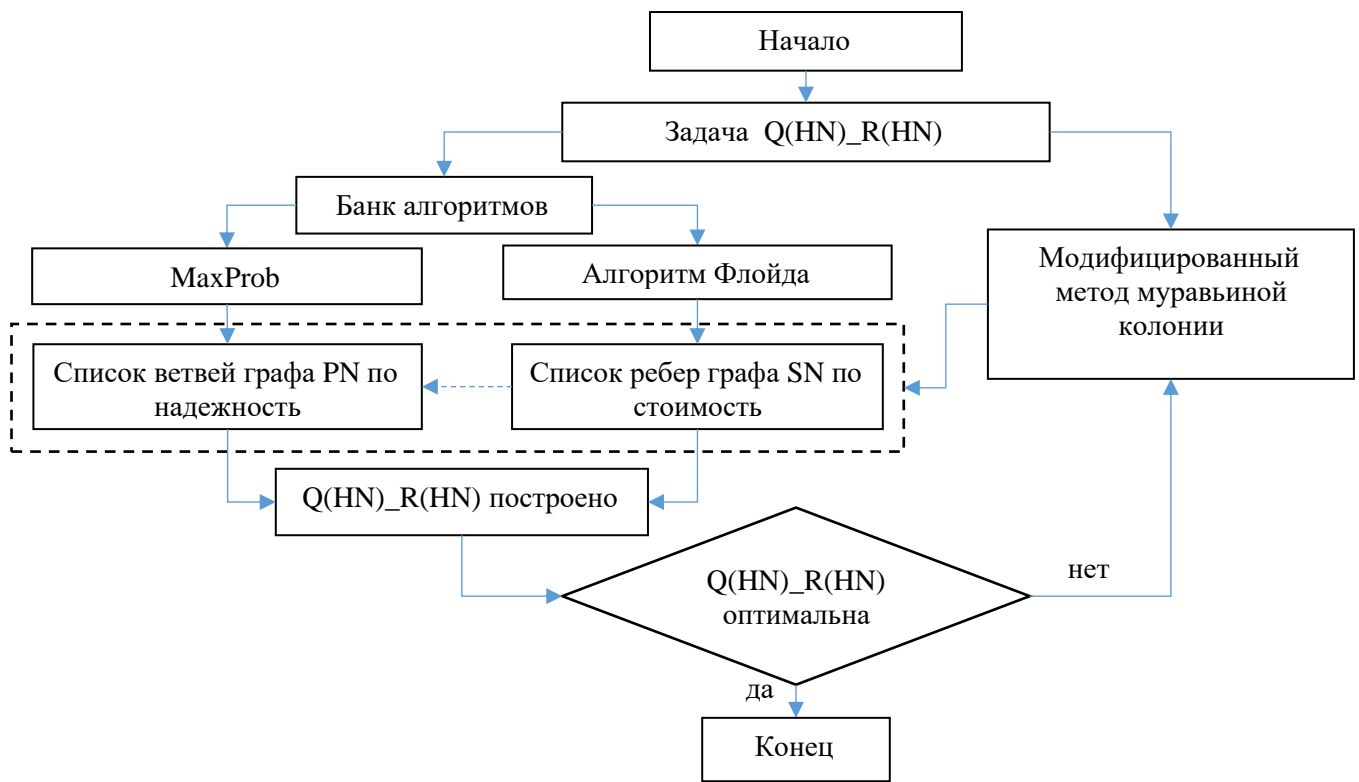 Начало
Задача Q(HN)_R(HN)
Банк алгоритмов
MaxProb
Алгоритм Флойда
Модифицированный
метод муравьиной
колонии
Список ветвей графа PN по
надежность
Список ребер графа SN по
стоимость
Q(HN)_R(HN) построено
Q(HN)_R(HN)
оптимальна
нет
да
Конец